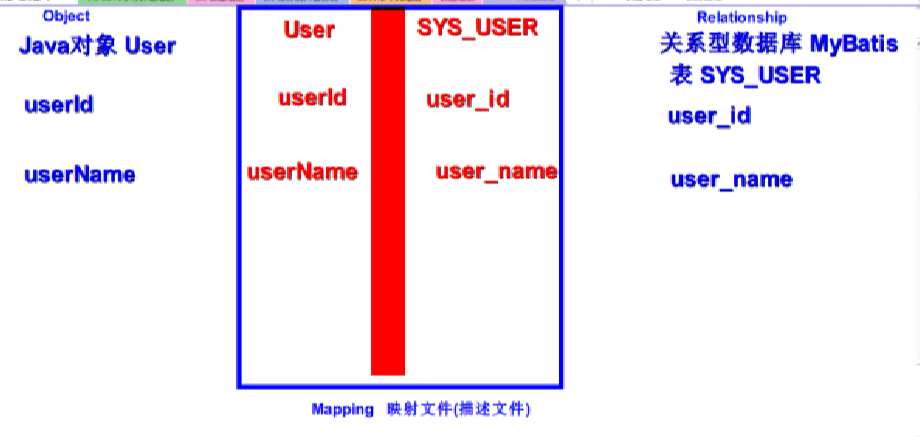 Object
Java对象 User
userId
userName
User
SYS_USER
userId
user_id
userName
user_name
Relationship
关系型数据库 MyBatis
表 SYS_USER
user_id
user_name
Mapping 映射文件(描述文件)